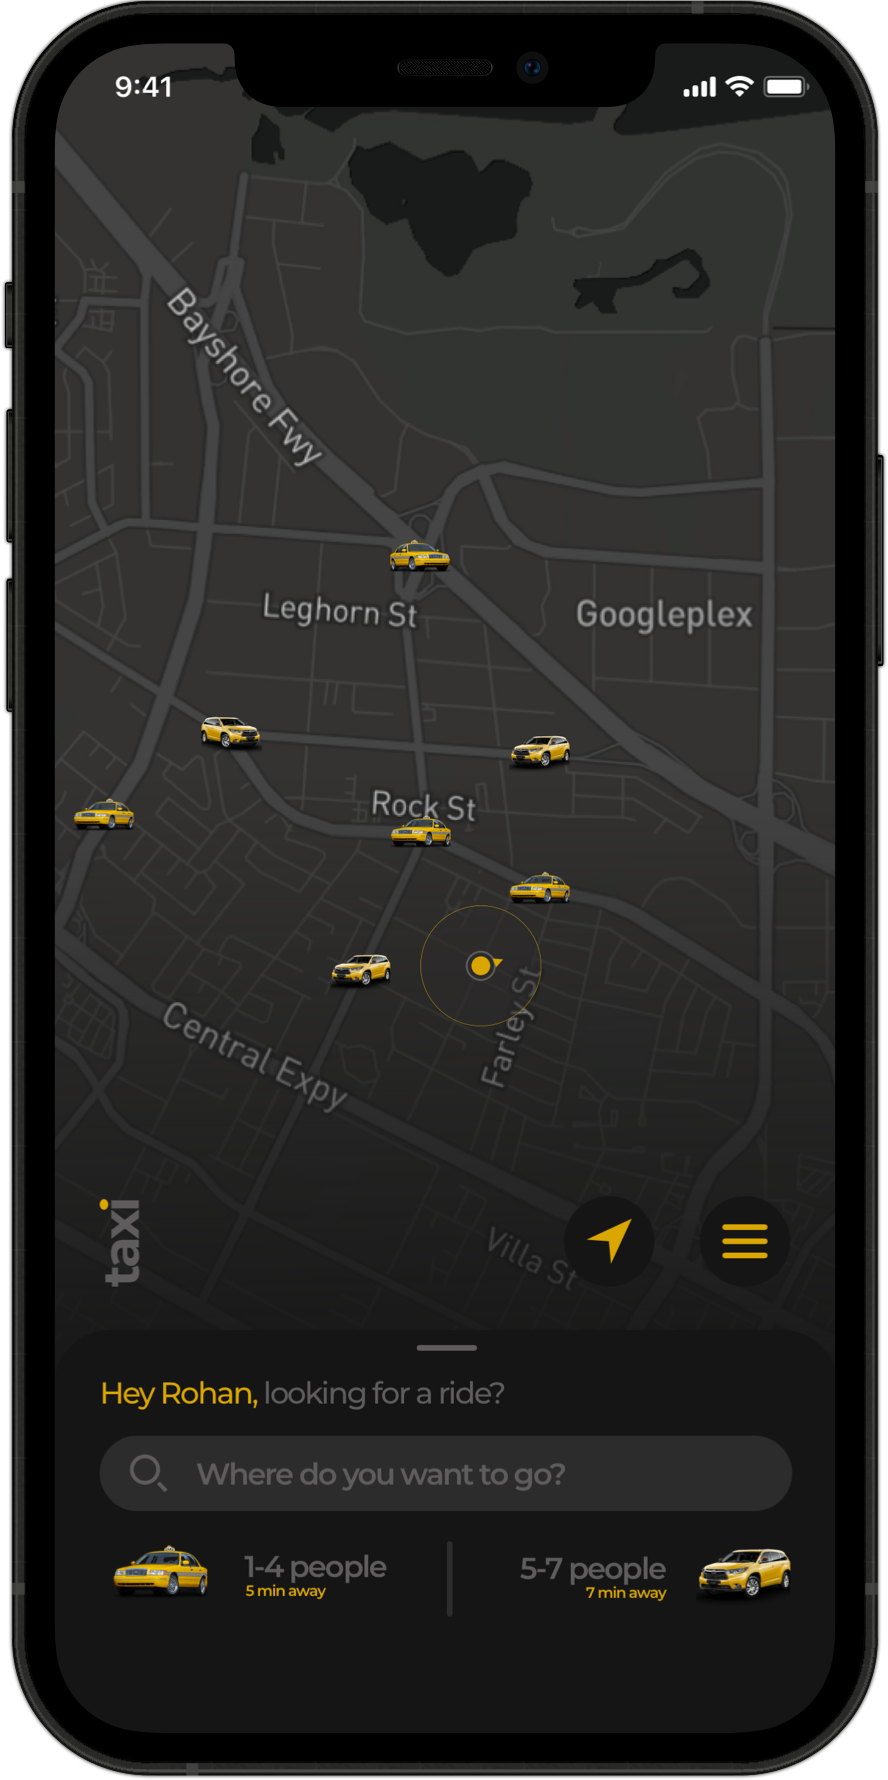 9:41
Bayshore Fwy
Leghorn St
Googleplex
Rock St
Farley St
Central Expy
Villa St
taxi
Hey Rohan, looking for a ride?
Where do you want to go?
1-4 people
5 min away
5-7 people
7 min away